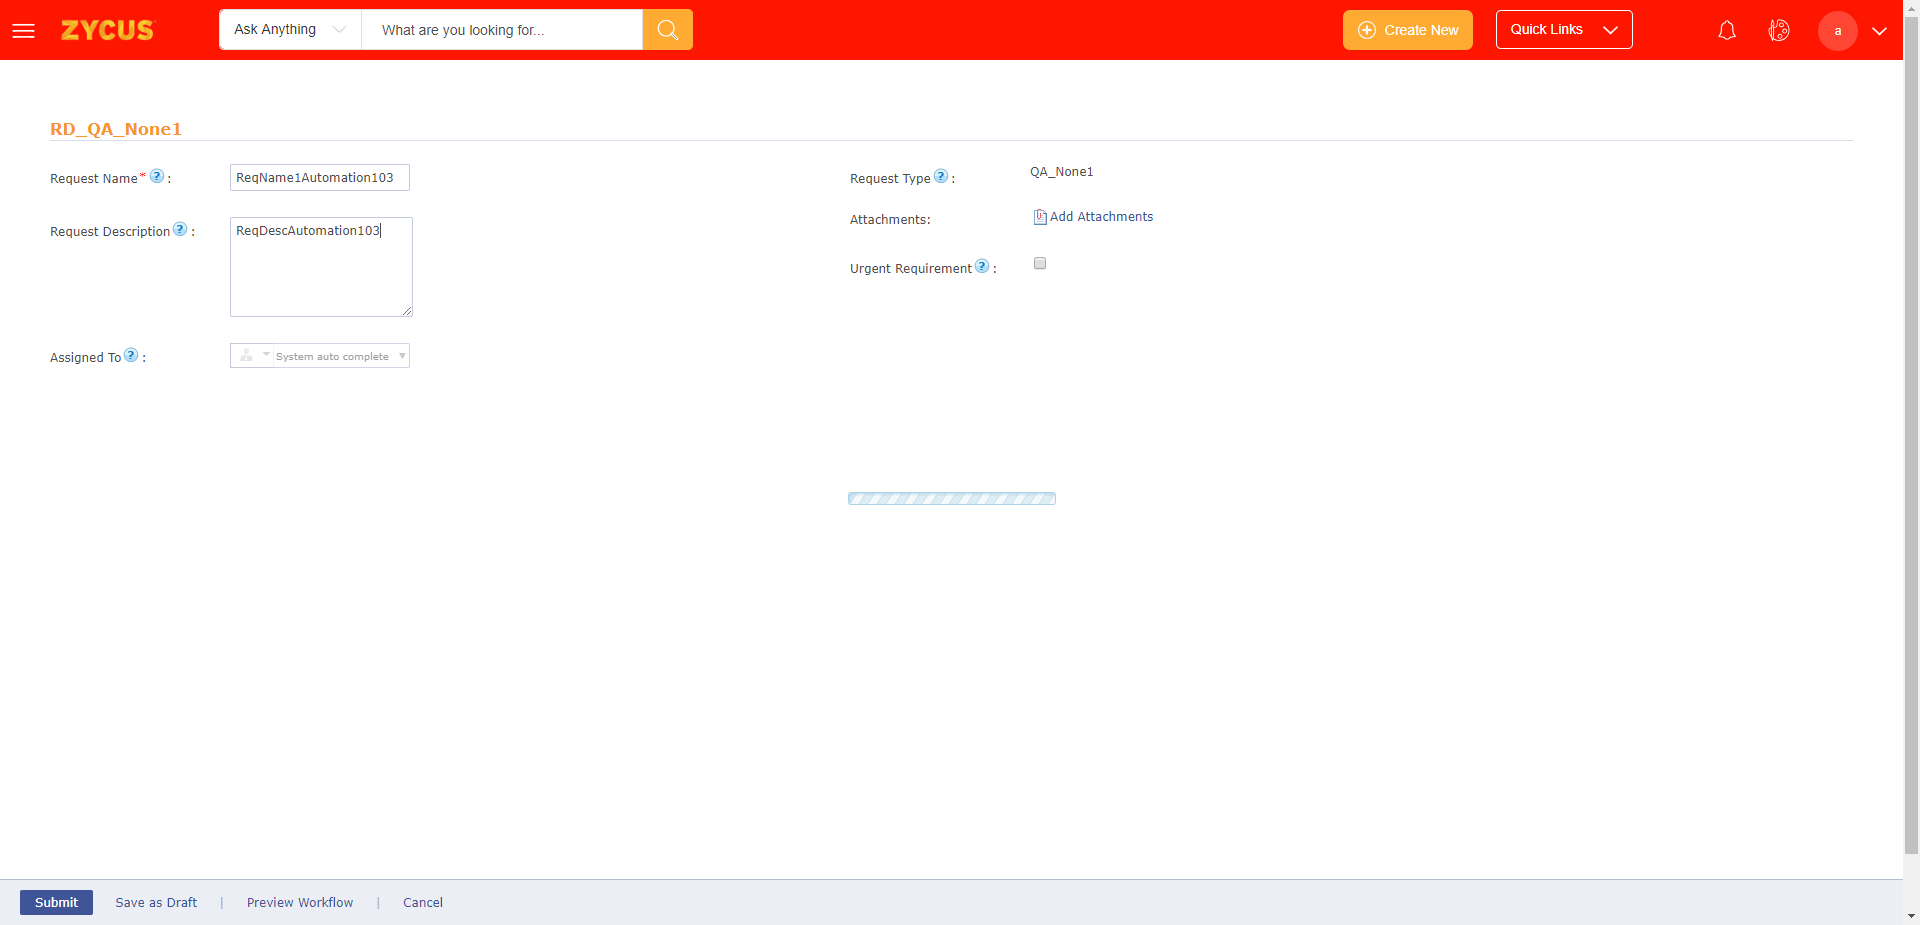 ZYCUS
Ask Anything
What are you looking for...
Create New
Quick Links
a
RD_QA_None1
Request Name* ? :
ReqName1Automation103
Request Type ? :
QA_None1
Request Description ? :
ReqDescAutomation103
Attachments:
Add Attachments
Urgent Requirement ? :
Assigned To ? :
System auto complete
Submit
Save as Draft | Preview Workflow | Cancel